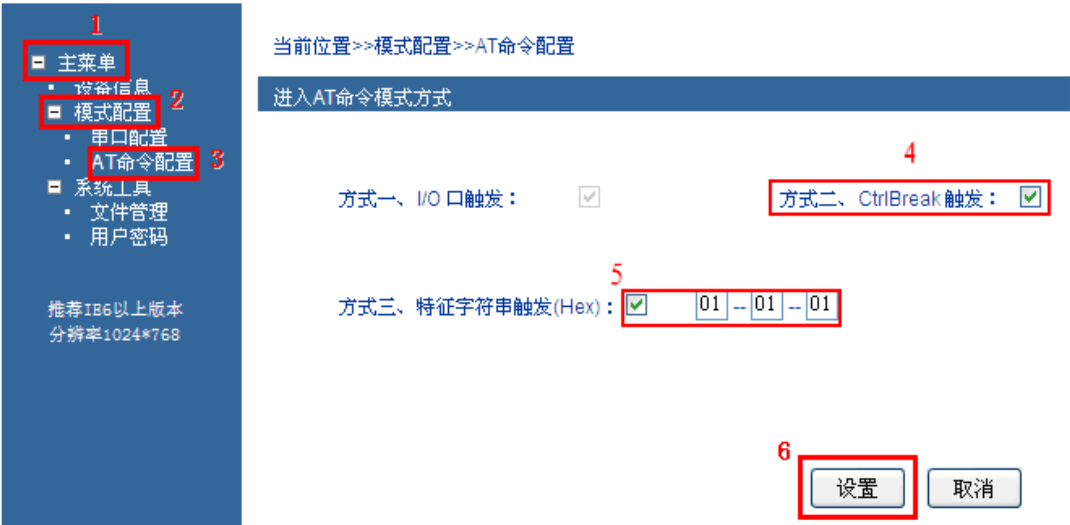 1
主菜单
设备信息
2
模式配置
串口配置
AT命令配置 3
系统工具
文件管理
用户密码
推荐IE6以上版本
分辨率1024*768
当前位置>>模式配置>>AT命令配置
进入AT命令模式方式
4
方式一、I/O 口触发：
方式二、CtrlBreak 触发：
5
方式三、特征字符串触发(Hex)： 01 -- 01 -- 01
6
设置 取消